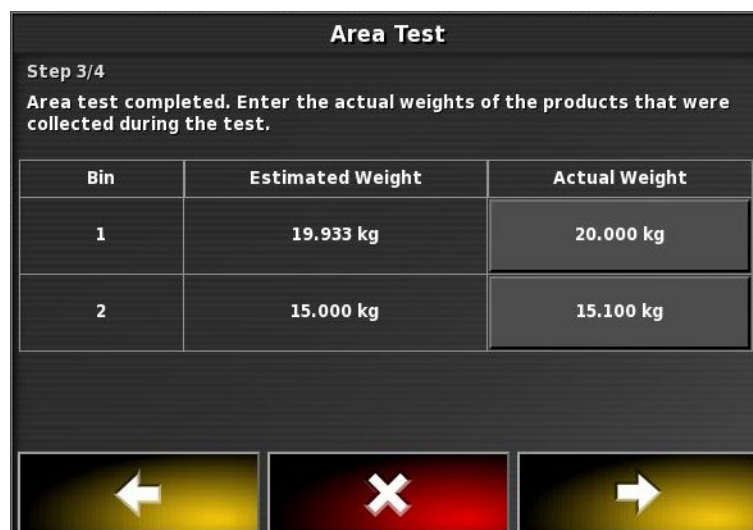 Area Test
Step 3/4
Area test completed. Enter the actual weights of the products that were
collected during the test.
Bin Estimated Weight Actual Weight
1 19.933 kg 20.000 kg
2 15.000 kg 15.100 kg